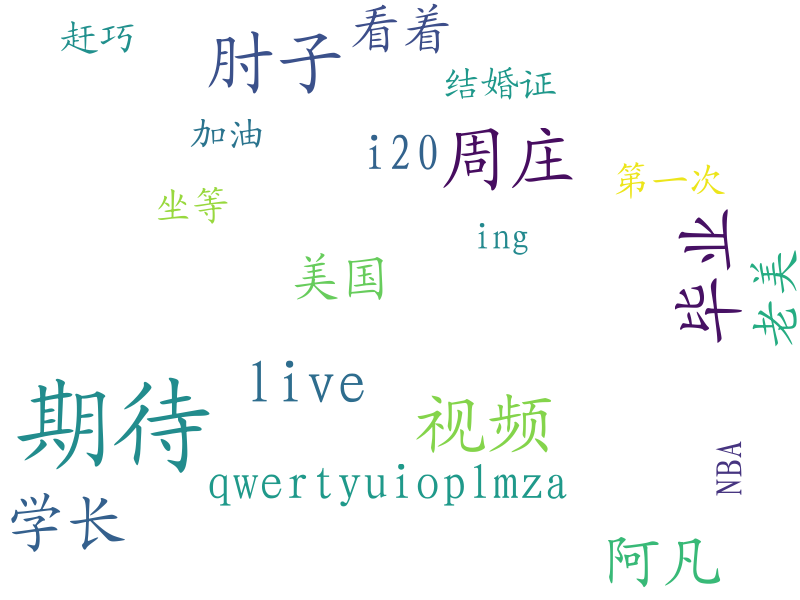 赶巧
肘子
看着
结婚证
加油
i20
周庄
第一次
坐等
ing
毕业
老美
美国
live
期待
视频
qwertyuioplmza
NBA
学长
阿凡